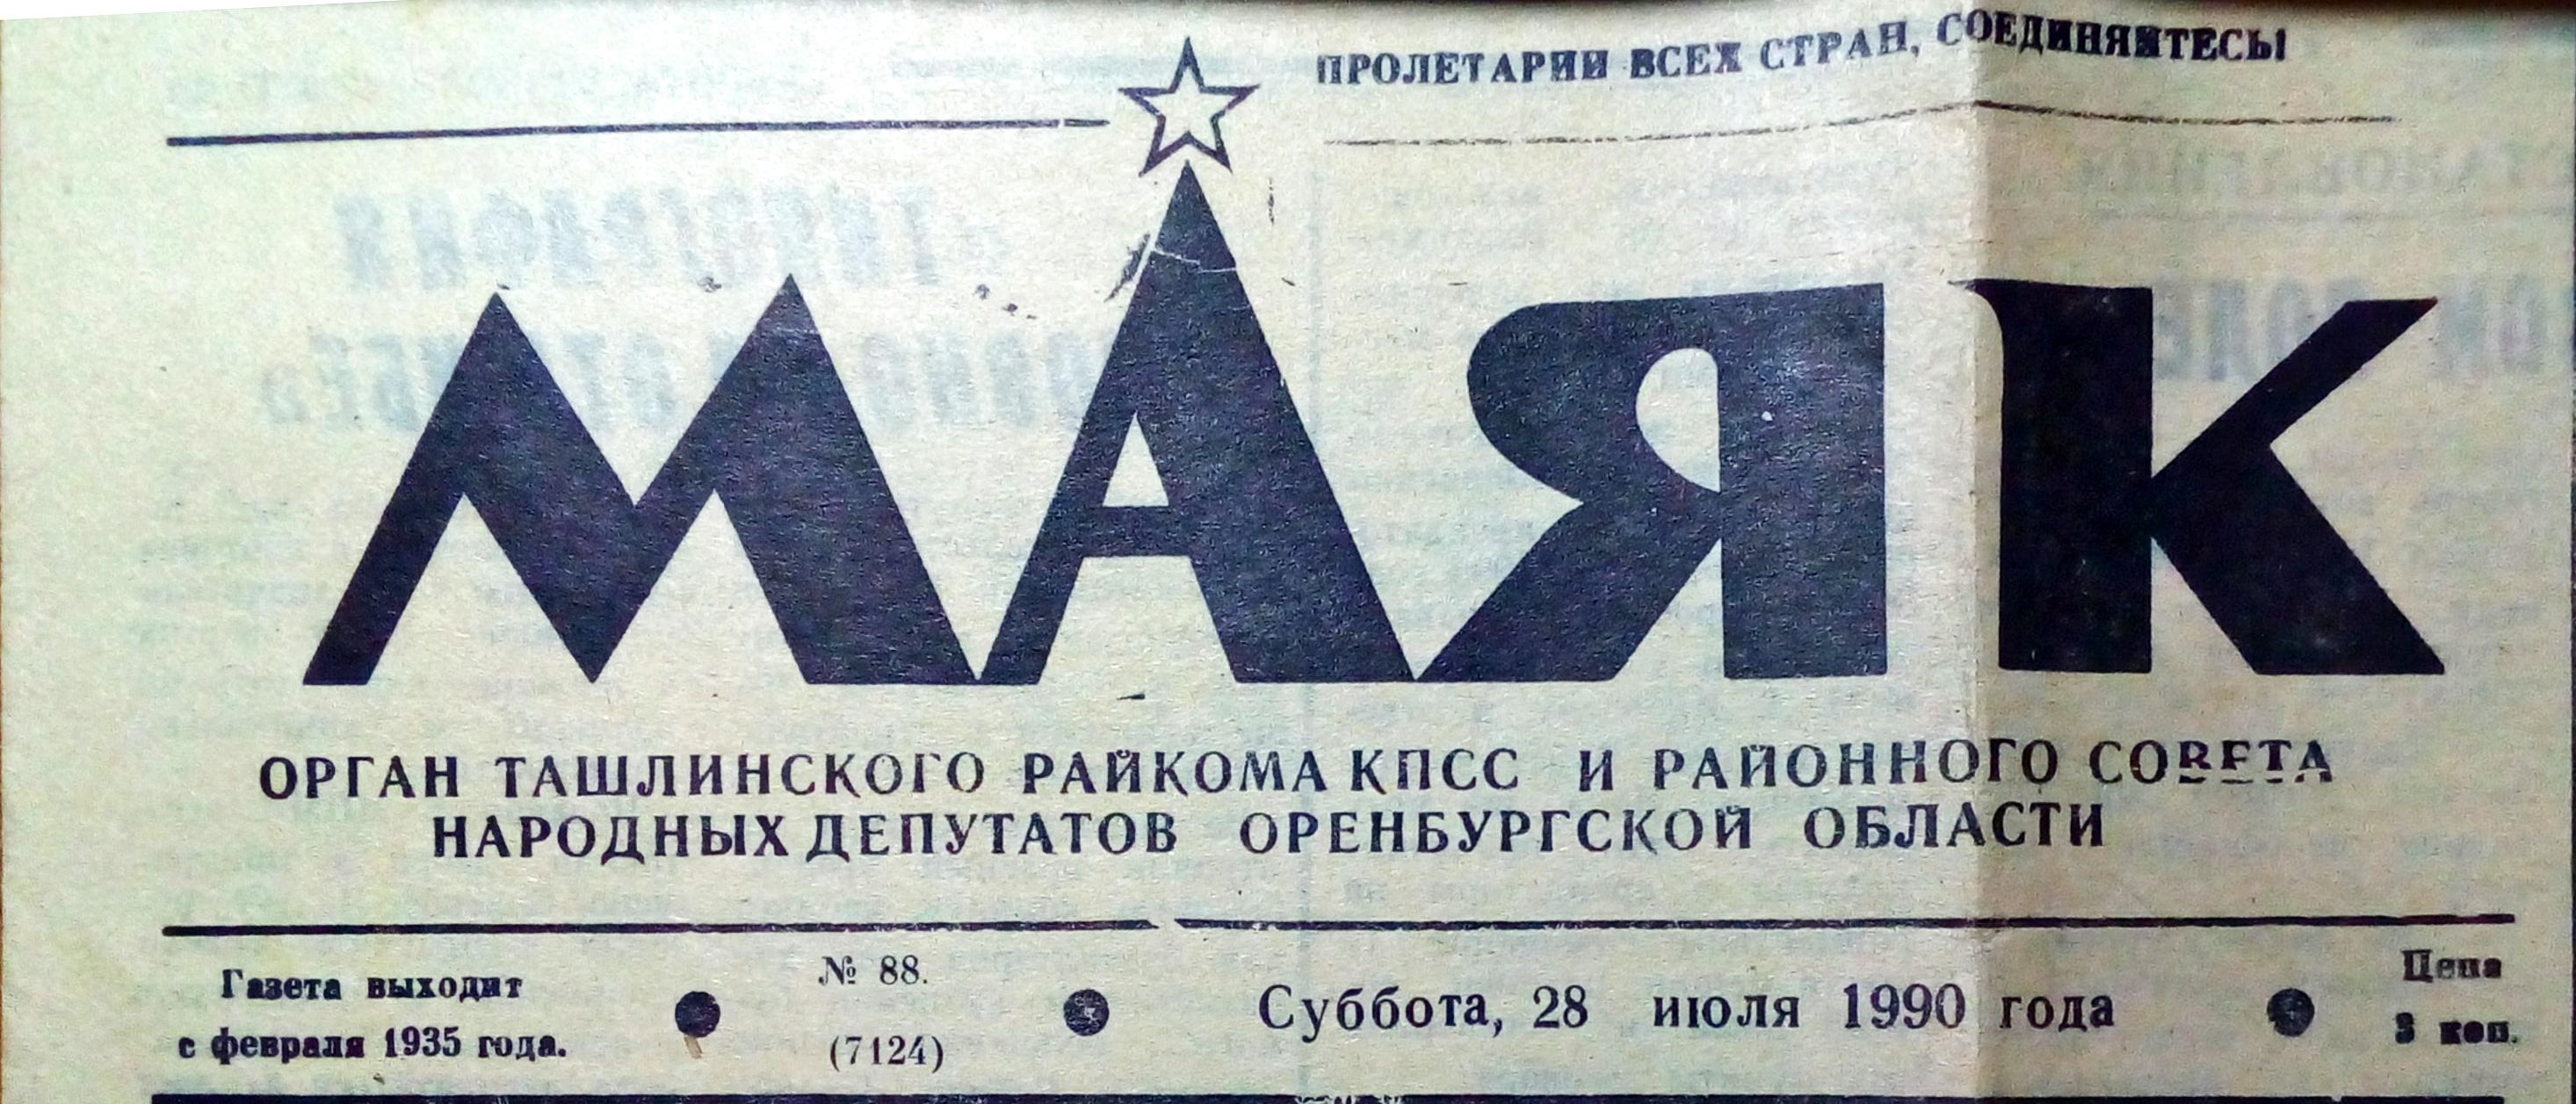 ПРОЛЕТАРИИ ВСЕХ СТРАН, СОЕДИНЯЙТЕСЬ!
МАЯК
ОРГАН ТАШЛИНСКОГО РАЙКОМА КПСС И РАЙОННОГО СОВЕТА
НАРОДНЫХ ДЕПУТАТОВ ОРЕНБУРГСКОЙ ОБЛАСТИ
Газета выходит
с февраля 1935 года.
№ 88.
(7124)
Суббота, 28 июля 1990 года
Цена
3 коп.